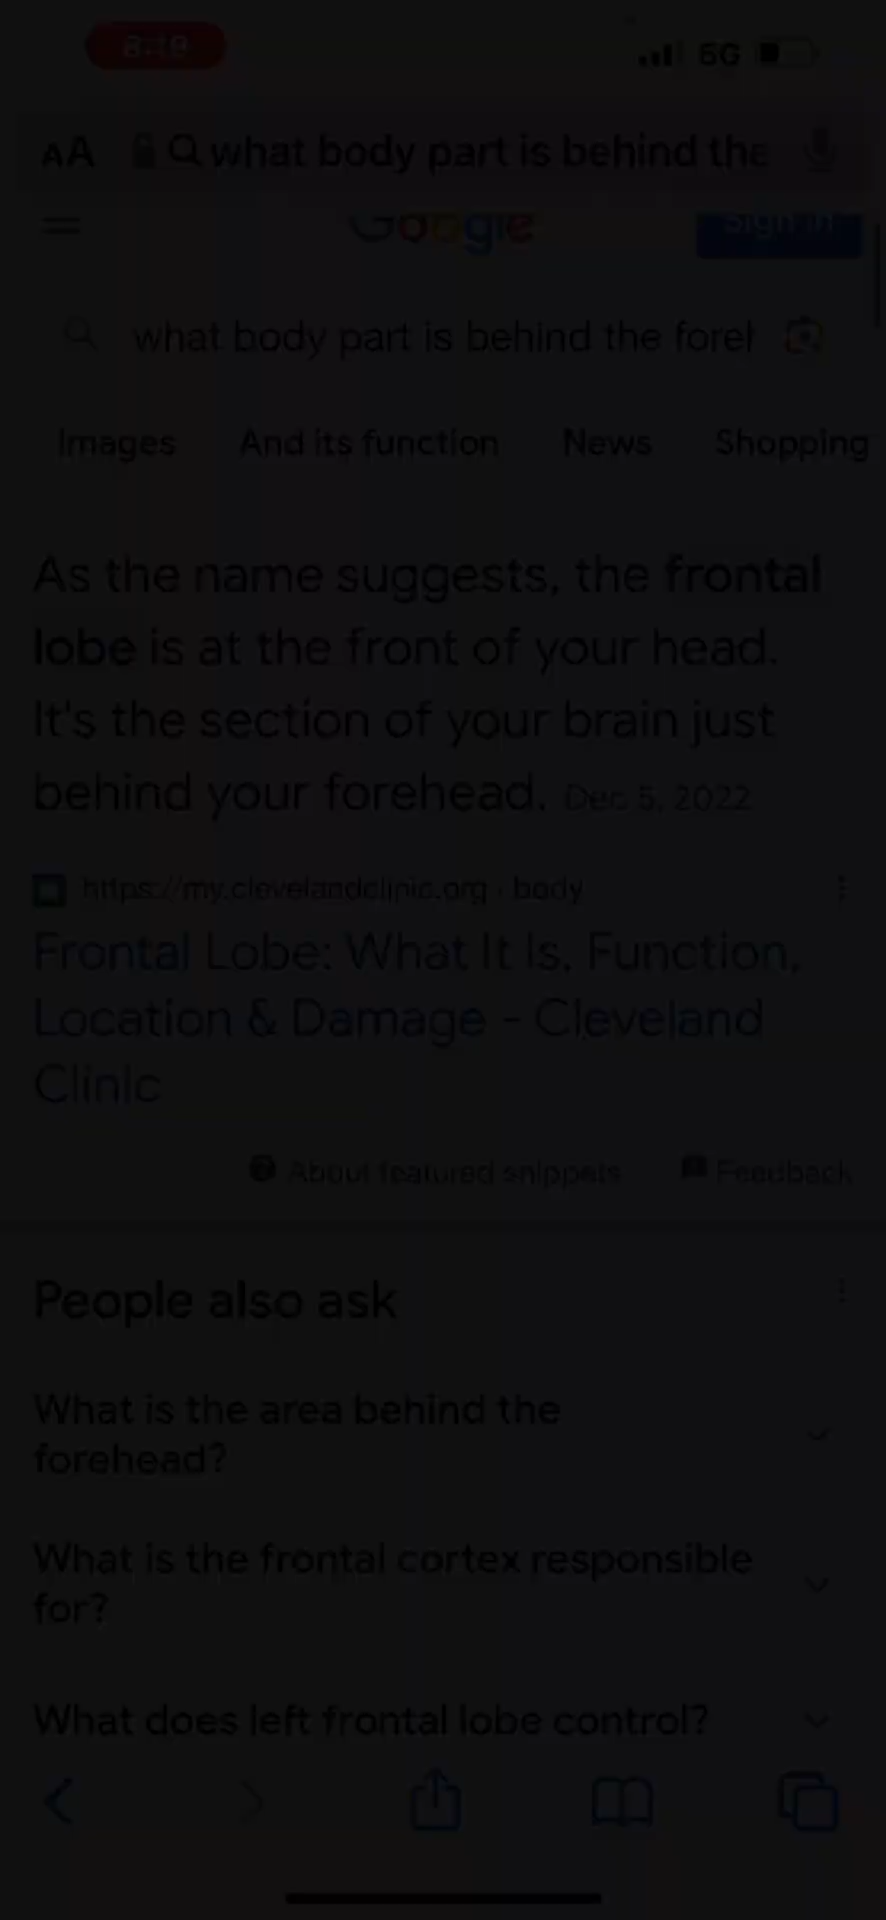 8:19
5G
AA what body part is behind the
Google Sign in
what body part is behind the foreh
Images And its function News Shopping
As the name suggests, the frontal
lobe is at the front of your head.
It's the section of your brain just
behind your forehead. Dec 5, 2022
https://my.clevelandclinic.org › body
Frontal Lobe: What It Is, Function,
Location & Damage - Cleveland
Clinic
About featured snippets Feedback
People also ask
What is the area behind the
forehead?
What is the frontal cortex responsible
for?
What does left frontal lobe control?